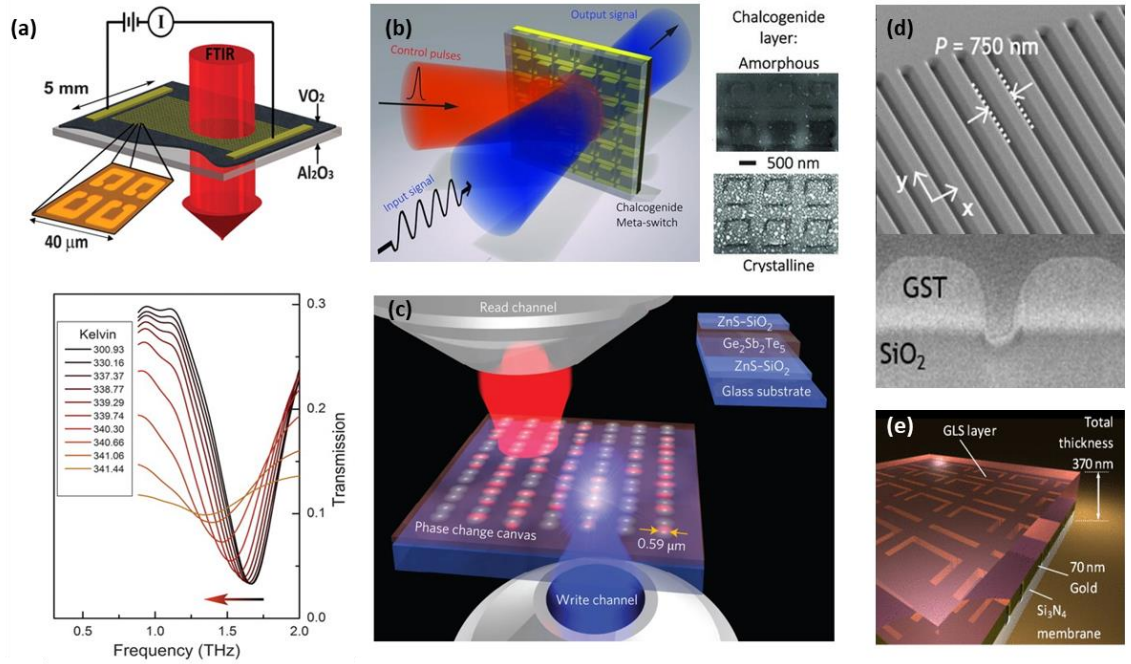 (a)
I
FTIR
5 mm
VO₂
Al₂O₃
40 μm
Kelvin
300.93
330.16
337.37
338.77
339.29
339.74
340.30
340.66
341.06
341.44
0.3
0.2
0.1
0.0
Transmission
0.5
1.0
1.5
2.0
Frequency (THz)
(b)
Output signal
Control pulses
Input signal
Chalcogenide
Meta-switch
Chalcogenide
layer:
Amorphous
500 nm
Crystalline
(c)
Read channel
ZnS–SiO₂
Ge₂Sb₂Te₅
ZnS–SiO₂
Glass substrate
Phase change canvas
0.59 μm
Write channel
(d)
P = 750 nm
y
x
GST
SiO₂
(e)
GLS layer
Total
thickness
370 nm
70 nm
Gold
Si₃N₄
membrane